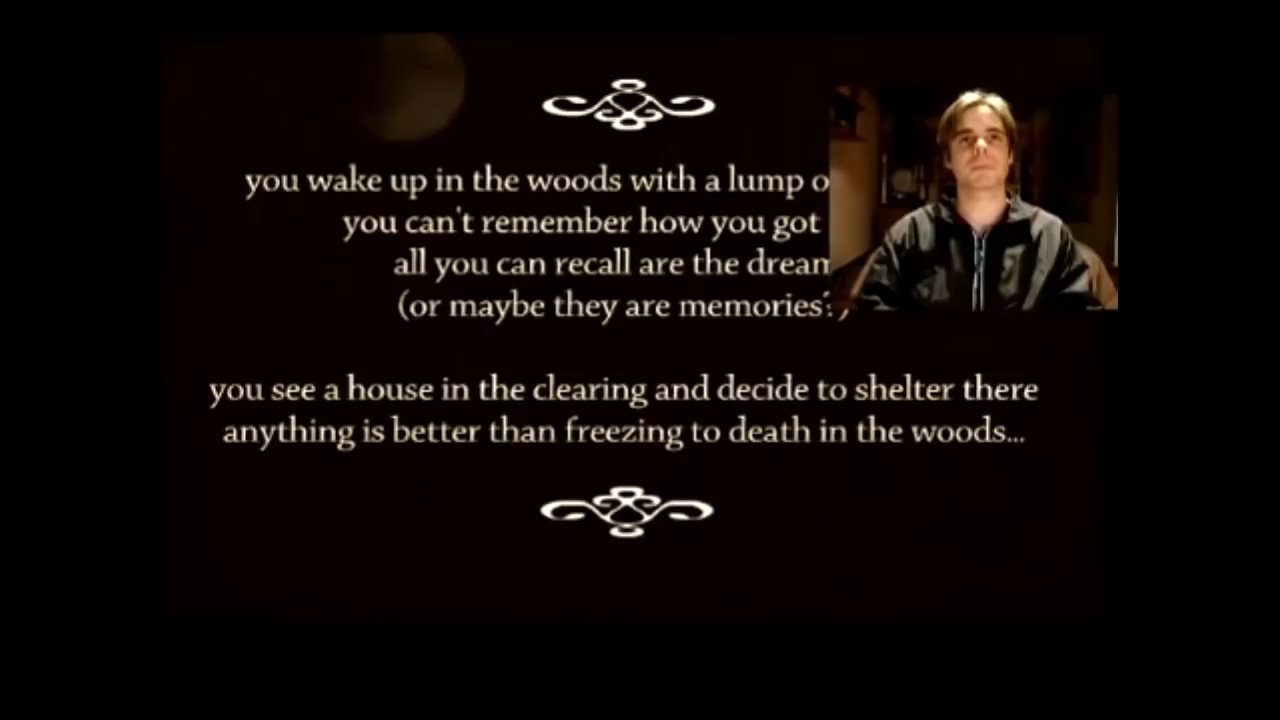 you wake up in the woods with a lump o
you can't remember how you got
all you can recall are the dream
(or maybe they are memories?)
you see a house in the clearing and decide to shelter there
anything is better than freezing to death in the woods...